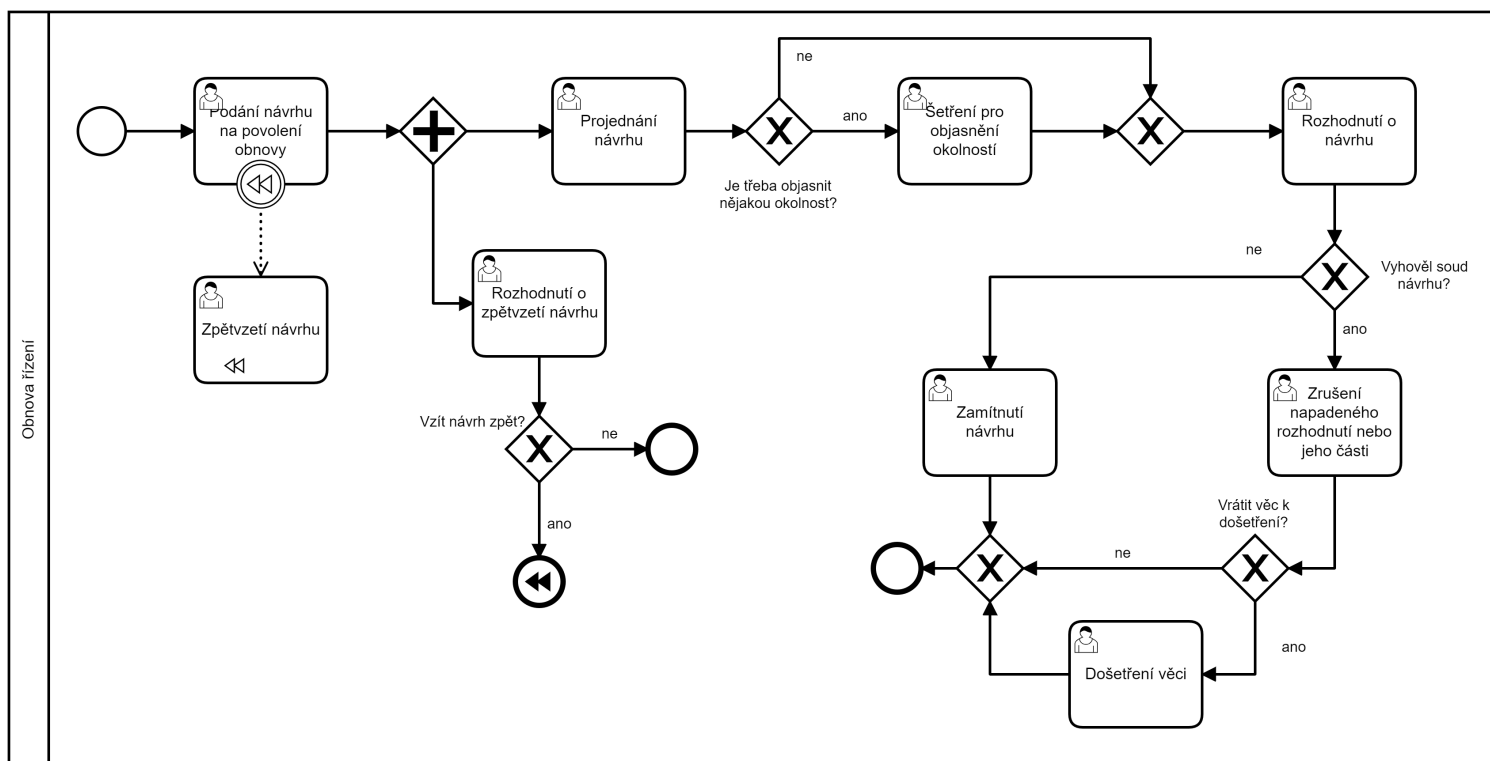 Obnova řízení
Podání návrhu
na povolení
obnovy
Zpětvzetí návrhu
Projednání
návrhu
Rozhodnutí o
zpětvzetí návrhu
Vzít návrh zpět?
ne
ano
Je třeba objasnit
nějakou okolnost?
ne
ano
Šetření pro
objasnění
okolností
Rozhodnutí o
návrhu
Vyhověl soud
návrhu?
ne
ano
Zamítnutí
návrhu
Zrušení
napadeného
rozhodnutí nebo
jeho části
Vrátit věc k
došetření?
ne
ano
Došetření věci